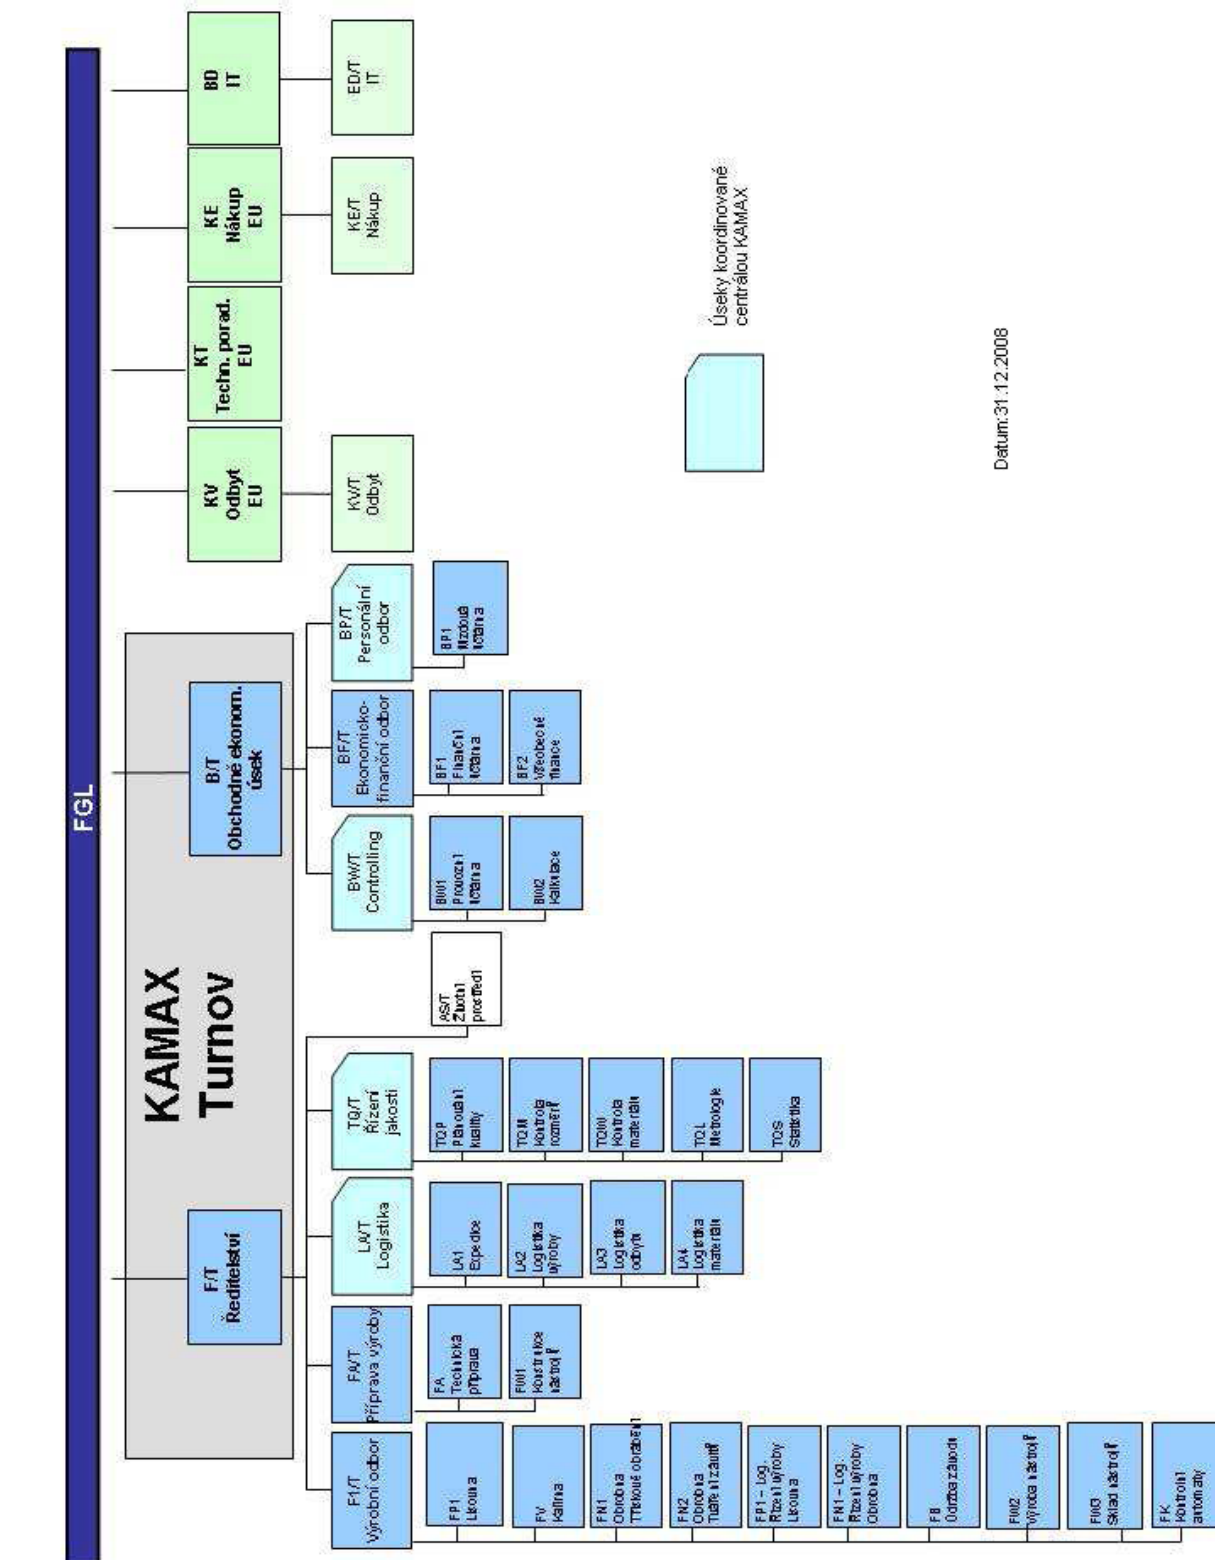 FGL
KAMAX
Turnov
F/T
Ředitelství
B/T
Obchodně ekonom.
úsek
KV
Odbyt
EU
KT
Techn. porad.
EU
KE
Nákup
EU
BD
IT
F1/T
Výrobní odbor
FA/T
Příprava výroby
LA/T
Logistika
TQ/T
Řízení
jakosti
BW/T
Controlling
BF/T
Ekonomicko-
finanční odbor
BP/T
Personální
odbor
KV/T
Odbyt
KE/T
Nákup
ED/T
IT
FP1
Lisovna
FV
Kalírna
FN1
Obrobna
Třískové obrábění
FN2
Obrobna
Tváření závitů
FP1 – Log.
Řízení výroby
Lisovna
FN1 – Log.
Řízení výroby
Obrobna
FB
Údržba závodu
FW2
Výroba nástrojů
FW3
Sklad nástrojů
FK
Kontrolní
automaty
FA
Technická
příprava
FW1
Konstrukce
nástrojů
LA1
Expedice
LA2
Logistika
výroby
LA3
Logistika
odbytu
LA4
Logistika
materiálu
TQP
Plánování
kvality
TQM
Kontrola
rozměrů
TQW
Kontrola
materiálu
TQL
Metrologie
TQS
Statistika
AS/T
Životní
prostředí
BW1
Provozní
účtárna
BW2
Kalkulace
BF1
Finanční
účtárna
BF2
Všeobecné
finance
BP1
Mzdová
účtárna
Úseky koordinované
centrálou KAMAX
Datum:31.12.2008